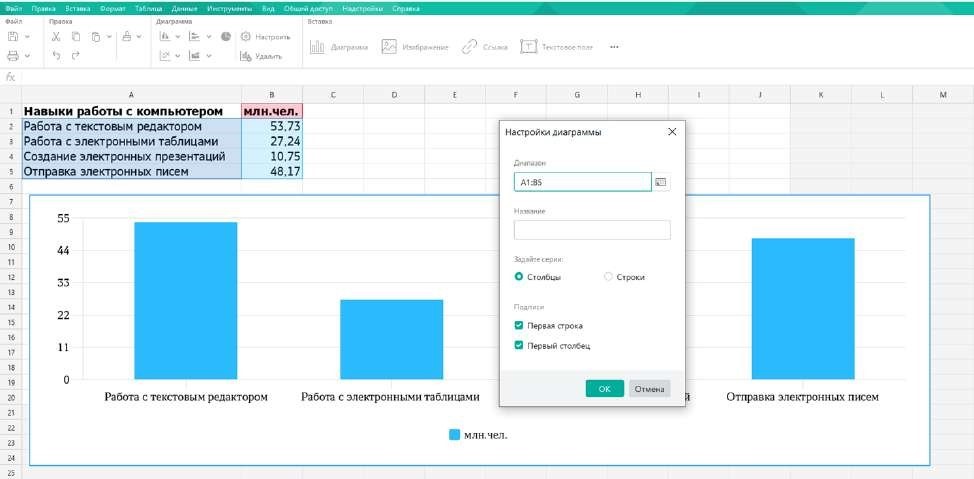 Файл Правка Вставка Формат Таблица Данные Инструменты Вид Общий доступ Надстройки Справка
Файл Правка Диаграмма Вставка
Настроить
Удалить
Диаграмма Изображение Ссылка Текстовое поле
fx
A B C D E F G H I J K L M
1 Навыки работы с компьютером млн.чел.
2 Работа с текстовым редактором 53,73
3 Работа с электронными таблицами 27,24
4 Создание электронных презентаций 10,75
5 Отправка электронных писем 48,17
6
7
8
9
10
11
12
13
14
15
16
17
18
19
20
21
22
23
24
25
55
44
33
22
11
0
Работа с текстовым редактором Работа с электронными таблицами й Отправка электронных писем
млн.чел.
Настройки диаграммы
Диапазон
A1:B5
Название
Задайте серии:
Столбцы Строки
Подписи
Первая строка
Первый столбец
OK Отмена